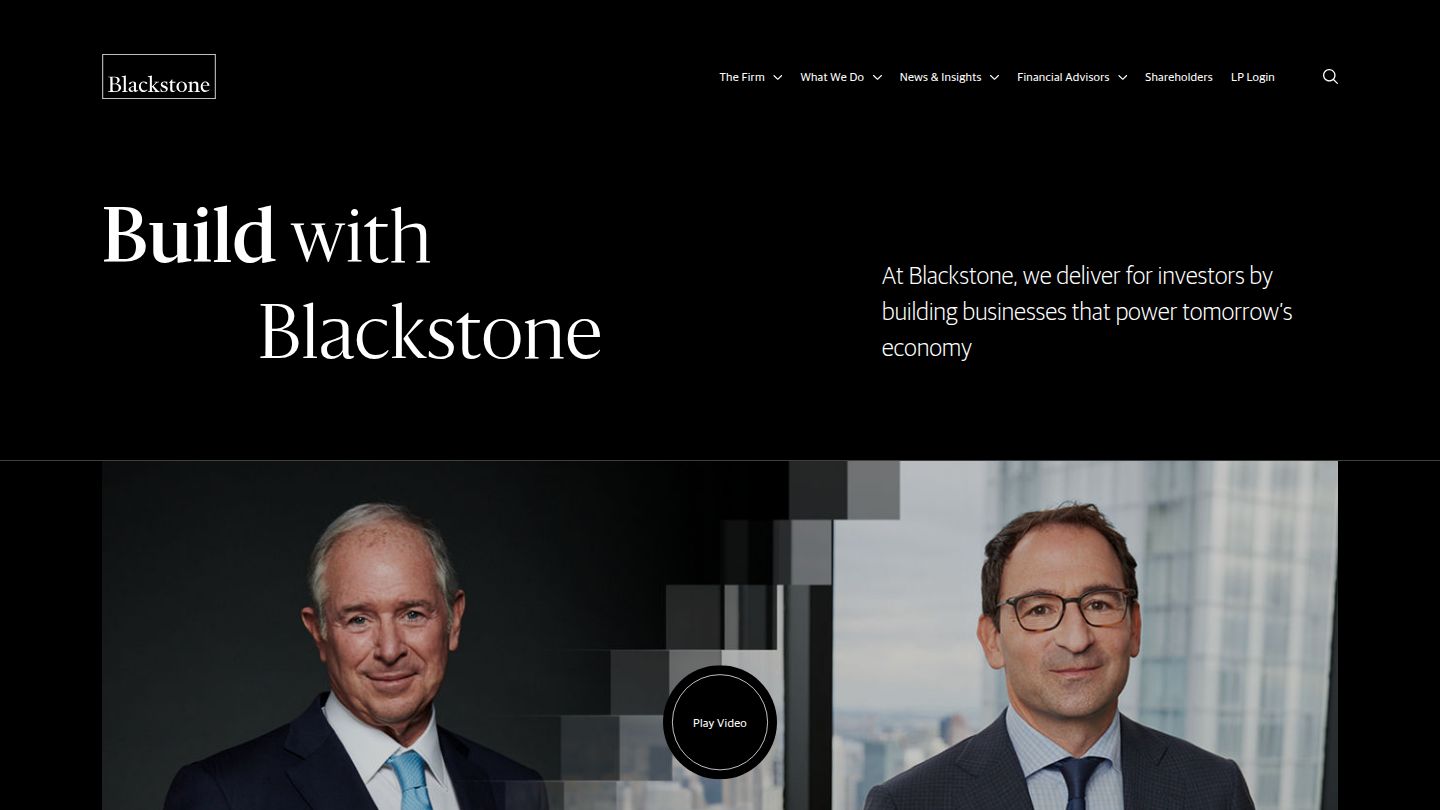 Blackstone
The Firm
What We Do
News & Insights
Financial Advisors
Shareholders
LP Login
Build with
Blackstone
At Blackstone, we deliver for investors by
building businesses that power tomorrow’s
economy
Play Video